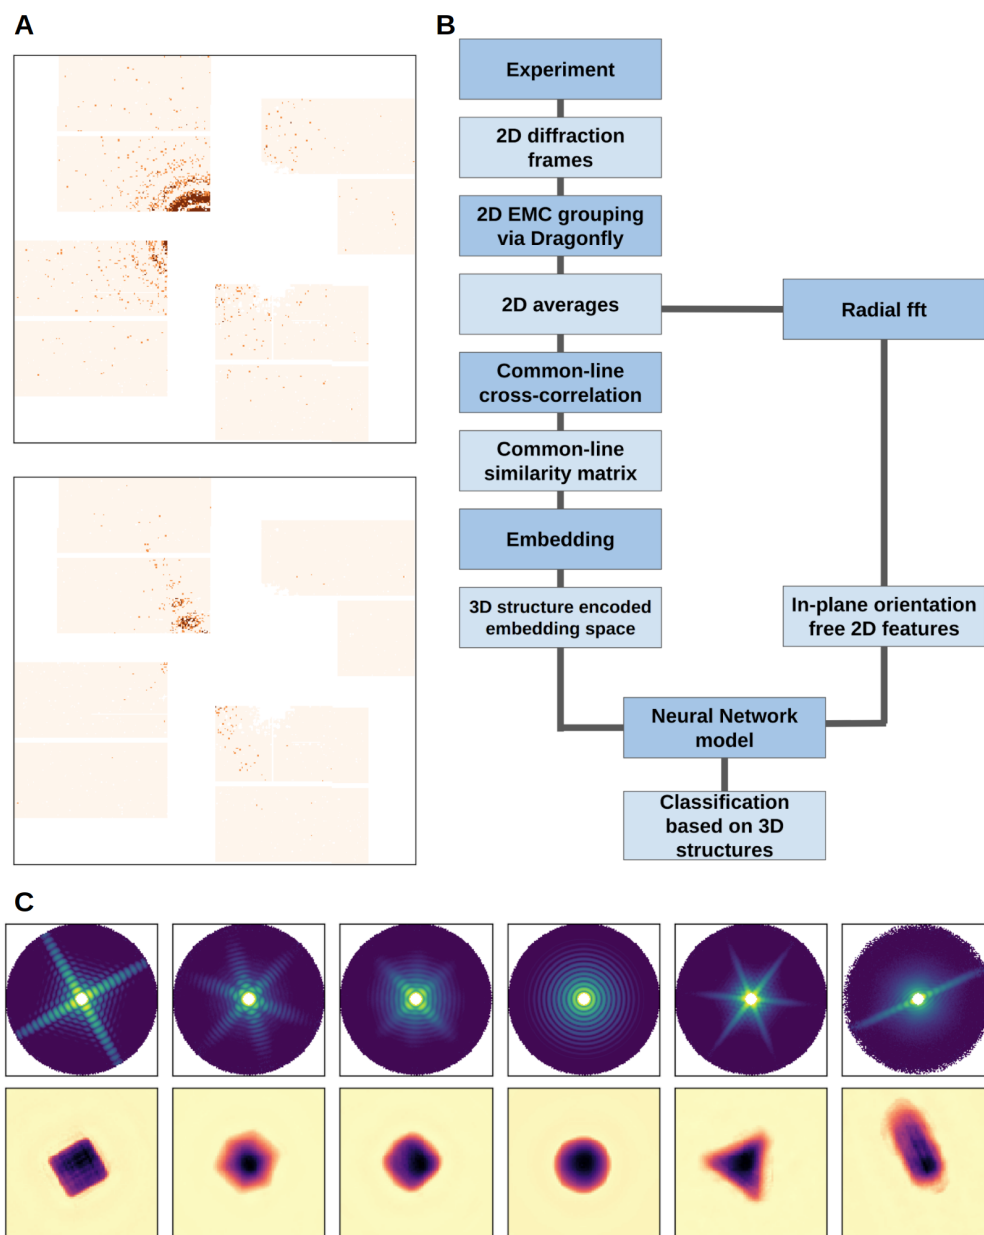 A
B
Experiment
2D diffraction
frames
2D EMC grouping
via Dragonfly
2D averages
Radial fft
Common-line
cross-correlation
Common-line
similarity matrix
Embedding
3D structure encoded
embedding space
In-plane orientation
free 2D features
Neural Network
model
Classification
based on 3D
structures
C